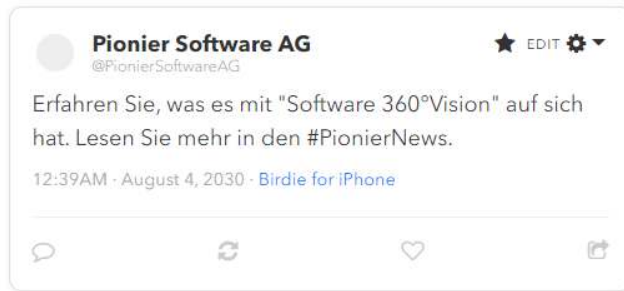 Pionier Software AG
EDIT
@PionierSoftwareAG
Erfahren Sie, was es mit "Software 360°Vision" auf sich
hat. Lesen Sie mehr in den #PionierNews.
12:39AM · August 4, 2030 · Birdie for iPhone